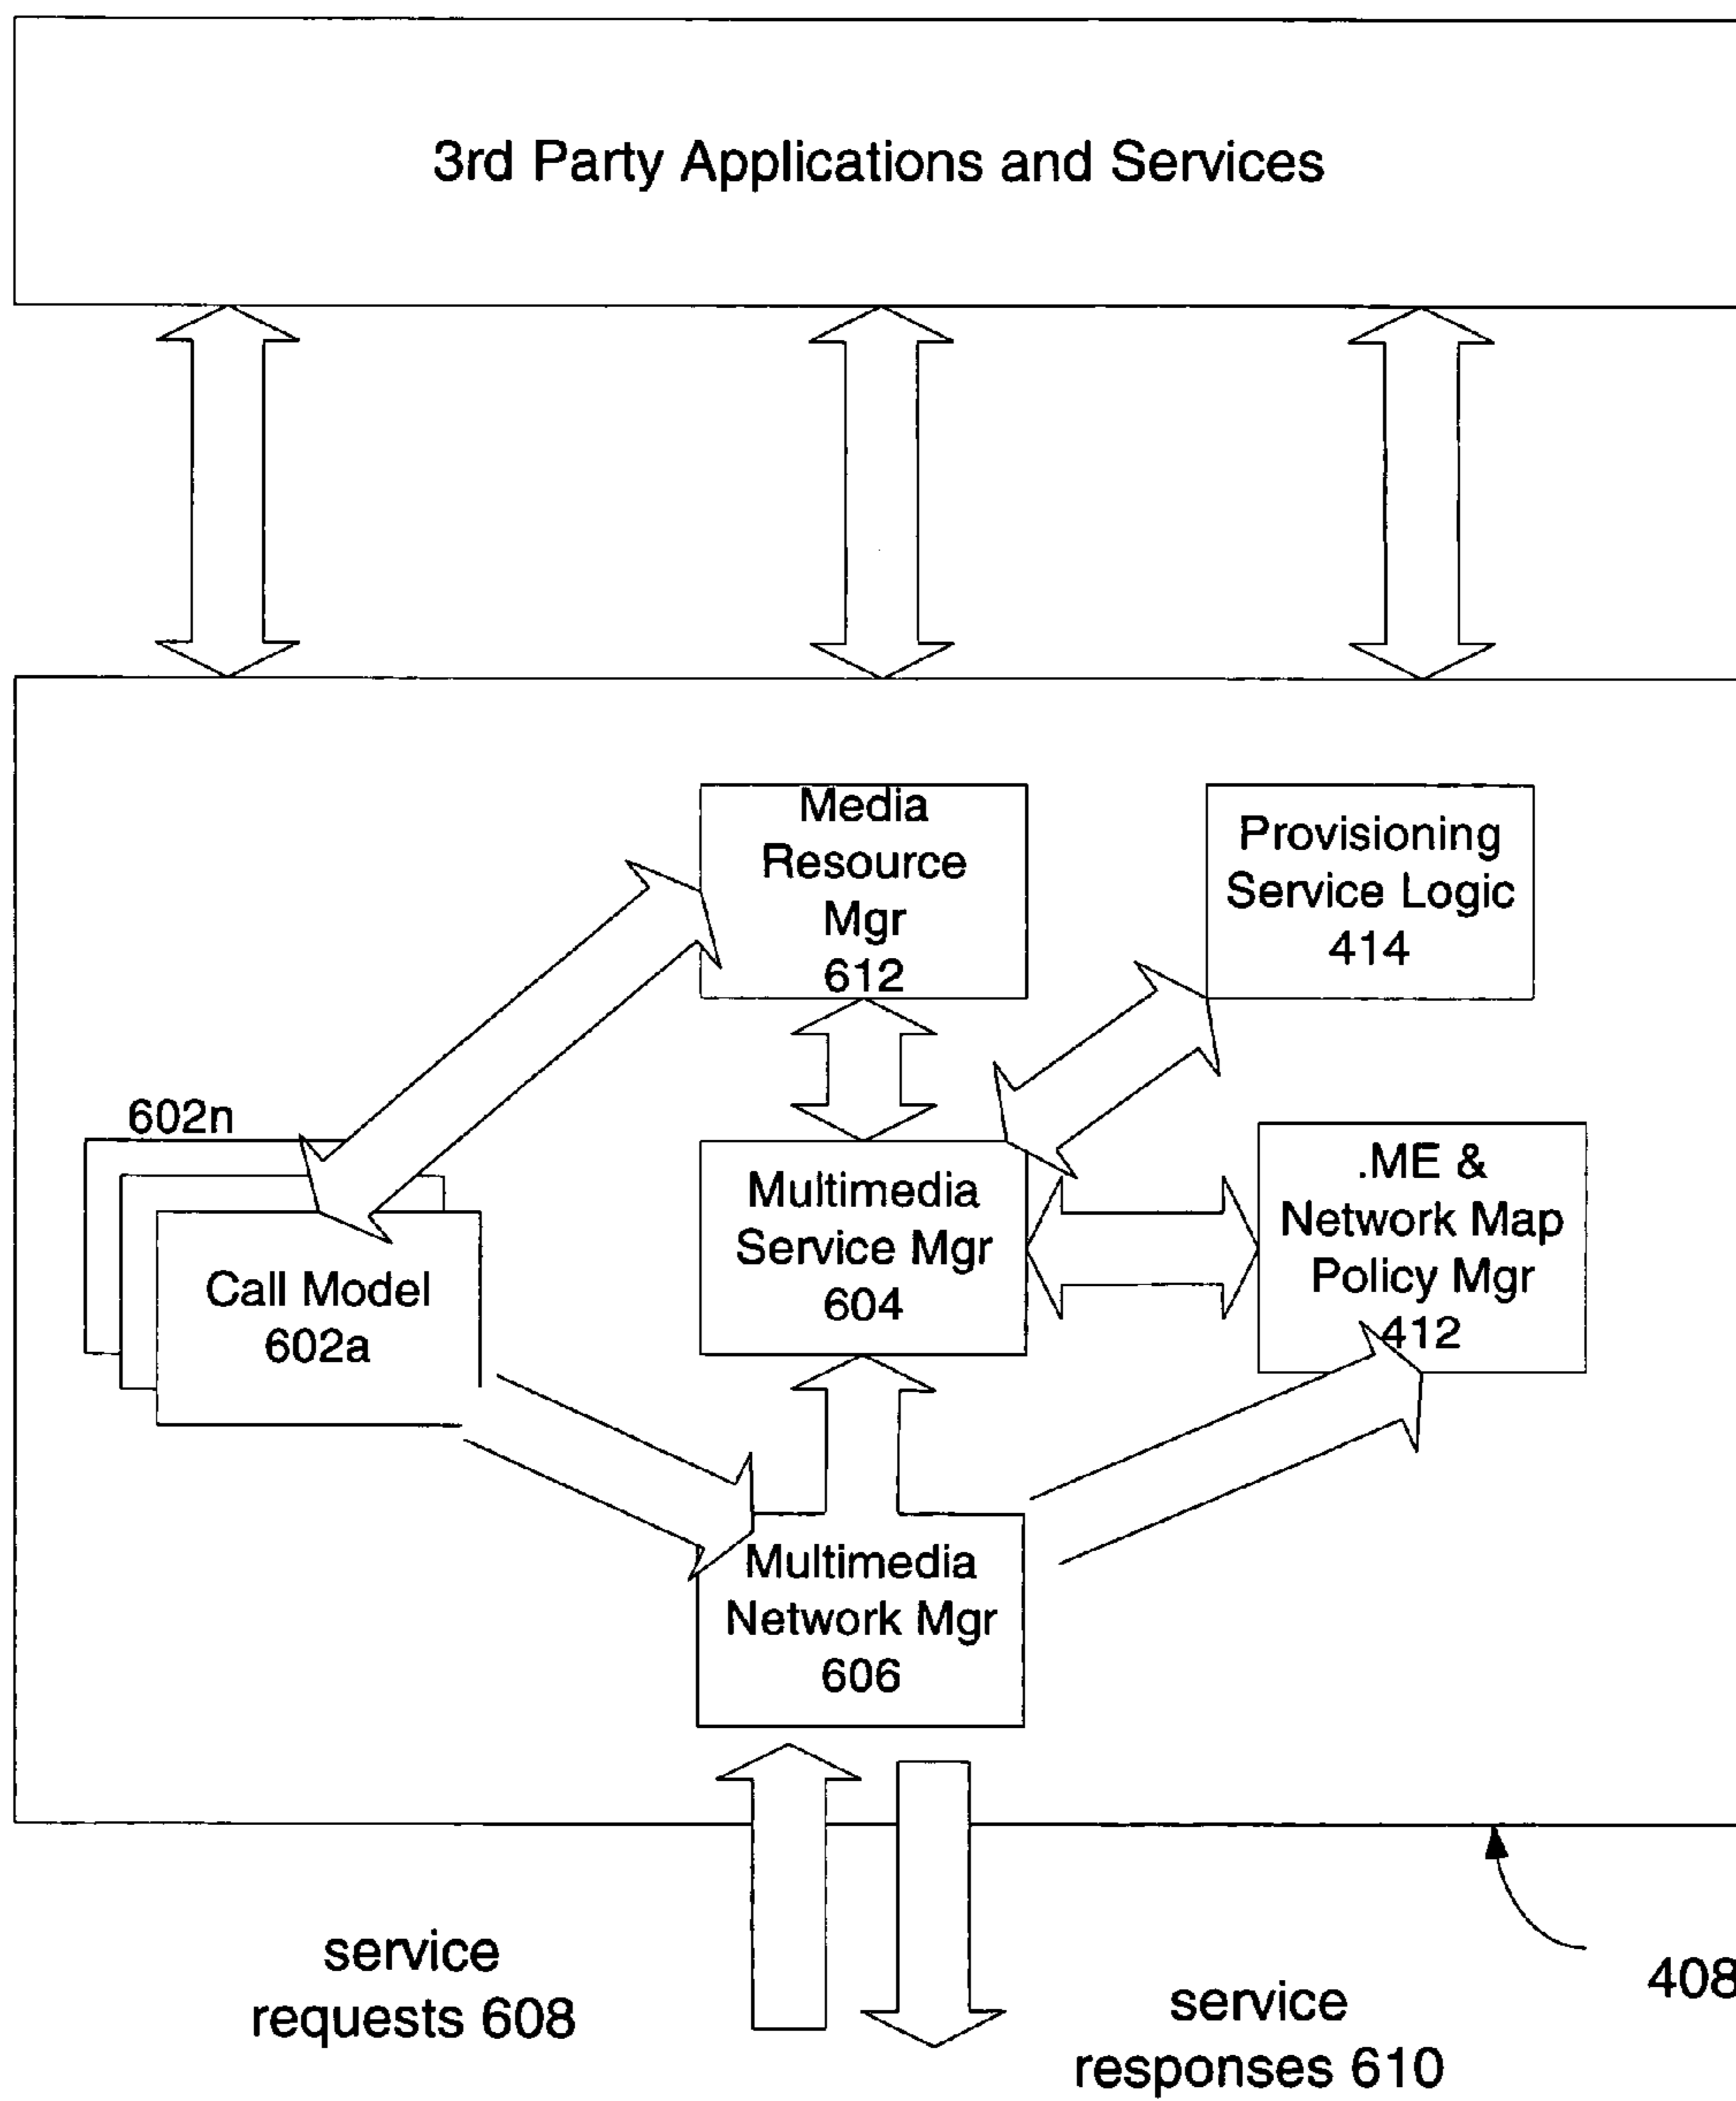 3rd Party Applications and Services
Media
Resource
Mgr
612
Provisioning
Service Logic
414
602n
Call Model
602a
Multimedia
Service Mgr
604
.ME &
Network Map
Policy Mgr
412
Multimedia
Network Mgr
606
service
requests 608
service
responses 610
408